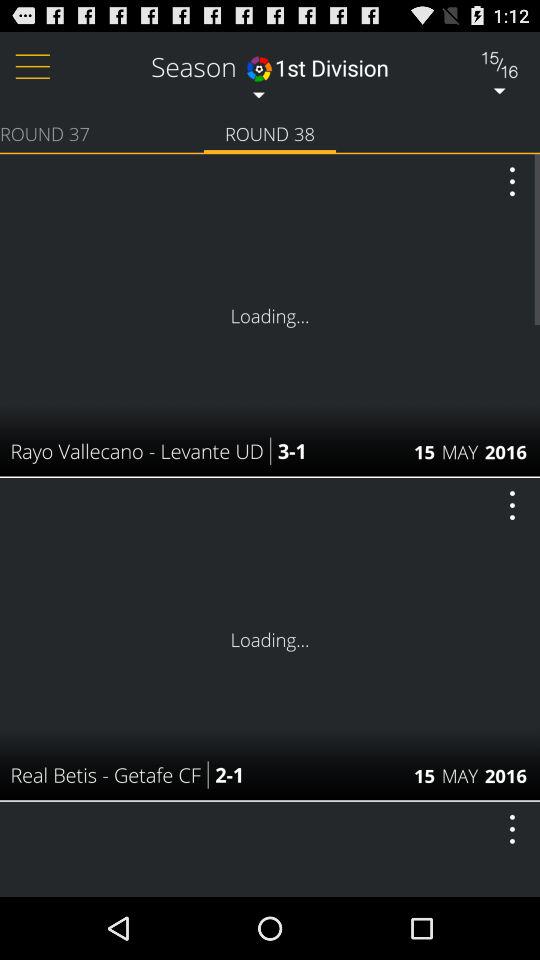 1:12
Season 1st Division
15/16
ROUND 37
ROUND 38
Loading...
Rayo Vallecano - Levante UD 3-1
15 MAY 2016
Loading...
Real Betis - Getafe CF 2-1
15 MAY 2016